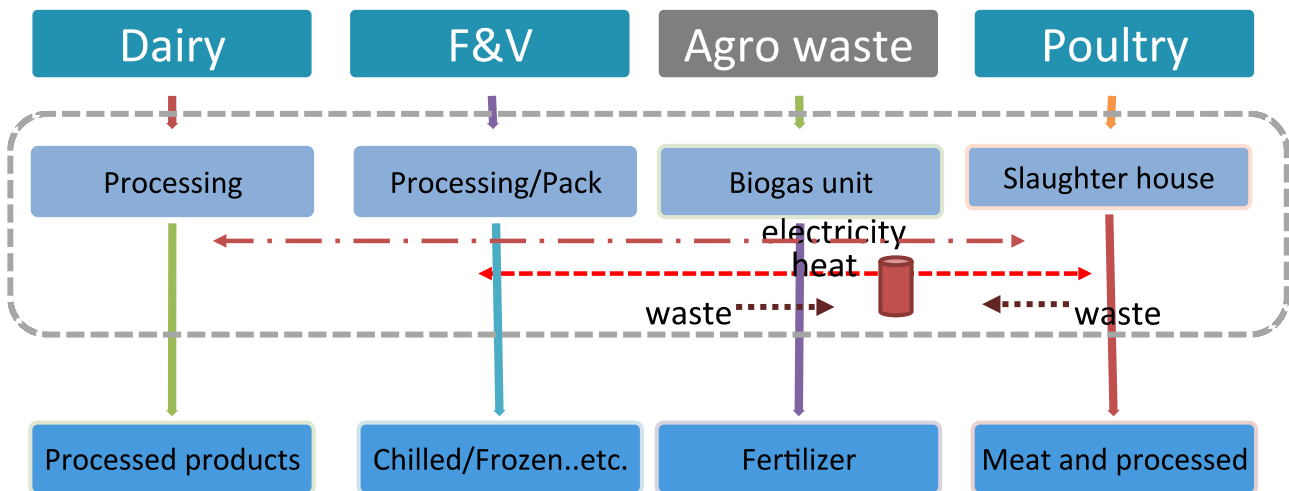 Dairy
F&V
Agro waste
Poultry
Processing
Processing/Pack
Biogas unit
Slaughter house
electricity
heat
waste
waste
Processed products
Chilled/Frozen..etc.
Fertilizer
Meat and processed